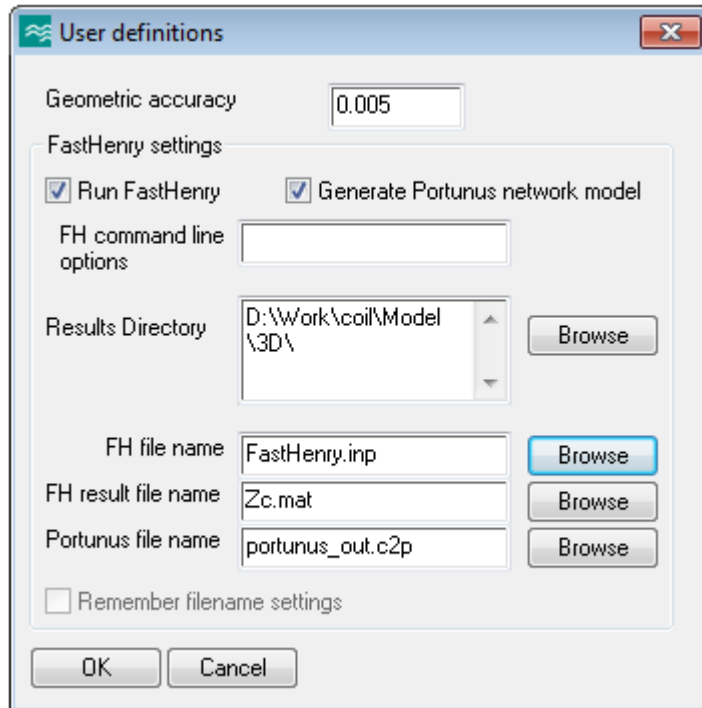 User definitions
Geometric accuracy 0.005
FastHenry settings
Run FastHenry Generate Portunus network model
FH command line
options
Results Directory D:\Work\coil\Model
\3D\
Browse
FH file name FastHenry.inp Browse
FH result file name Zc.mat Browse
Portunus file name portunus_out.c2p Browse
Remember filename settings
OK Cancel